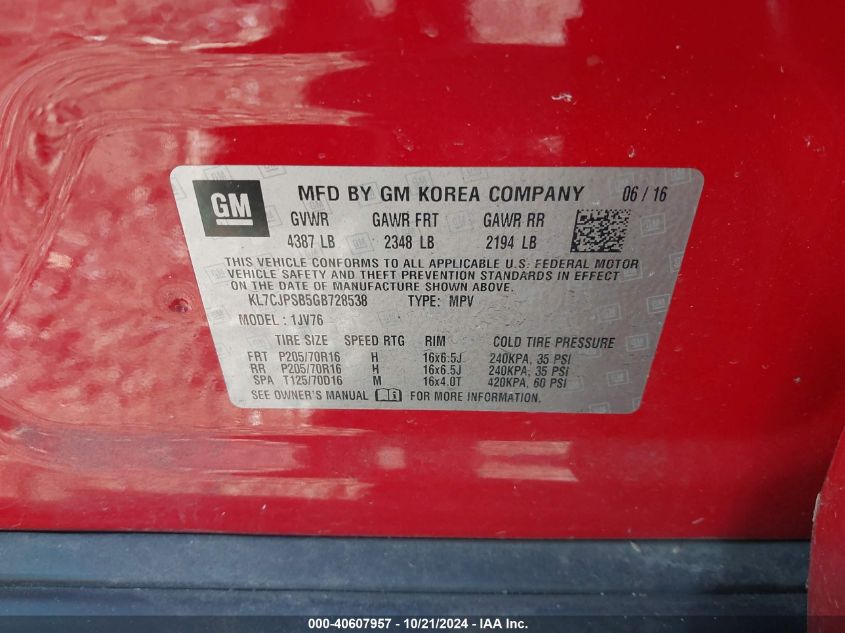 GM MFD BY GM KOREA COMPANY 06 / 16
GVWR GAWR FRT GAWR RR
4387 LB 2348 LB 2194 LB
THIS VEHICLE CONFORMS TO ALL APPLICABLE U.S. FEDERAL MOTOR
VEHICLE SAFETY AND THEFT PREVENTION STANDARDS IN EFFECT
ON THE DATE OF MANUFACTURE SHOWN ABOVE.
KL7CJPSB5GB728538 TYPE: MPV
MODEL : 1JV76
TIRE SIZE SPEED RTG RIM COLD TIRE PRESSURE
FRT P205/70R16 H 16x6.5J 240KPA, 35 PSI
RR P205/70R16 H 16x6.5J 240KPA, 35 PSI
SPA T125/70D16 M 16x4.0T 420KPA, 60 PSI
SEE OWNER'S MANUAL FOR MORE INFORMATION.
000-40607957 - 10/21/2024 - IAA Inc.